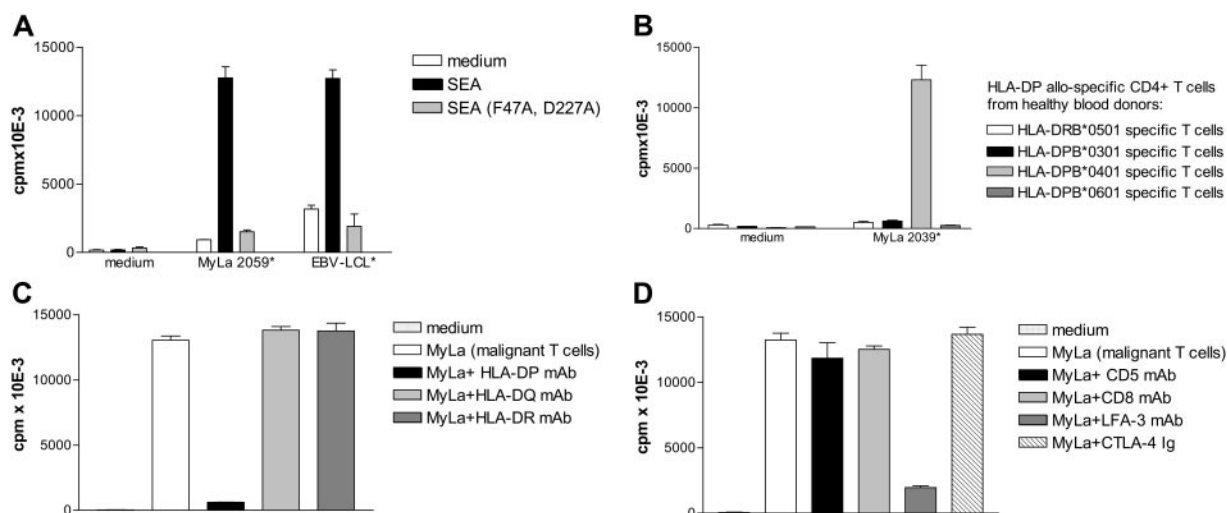 A
15000
10000
5000
0
cpmx10E-3
medium
MyLa 2059*
EBV-LCL*
medium
SEA
SEA (F47A, D227A)
B
15000
10000
5000
0
cpmx10E-3
medium
MyLa 2039*
HLA-DP allo-specific CD4+ T cells
from healthy blood donors:
HLA-DRB*0501 specific T cells
HLA-DPB*0301 specific T cells
HLA-DPB*0401 specific T cells
HLA-DPB*0601 specific T cells
C
15000
10000
5000
0
cpm x 10E-3
medium
MyLa (malignant T cells)
MyLa+ HLA-DP mAb
MyLa+HLA-DQ mAb
MyLa+HLA-DR mAb
D
15000
10000
5000
0
cpm x 10E-3
medium
MyLa (malignant T cells)
MyLa+ CD5 mAb
MyLa+CD8 mAb
MyLa+LFA-3 mAb
MyLa+CTLA-4 Ig